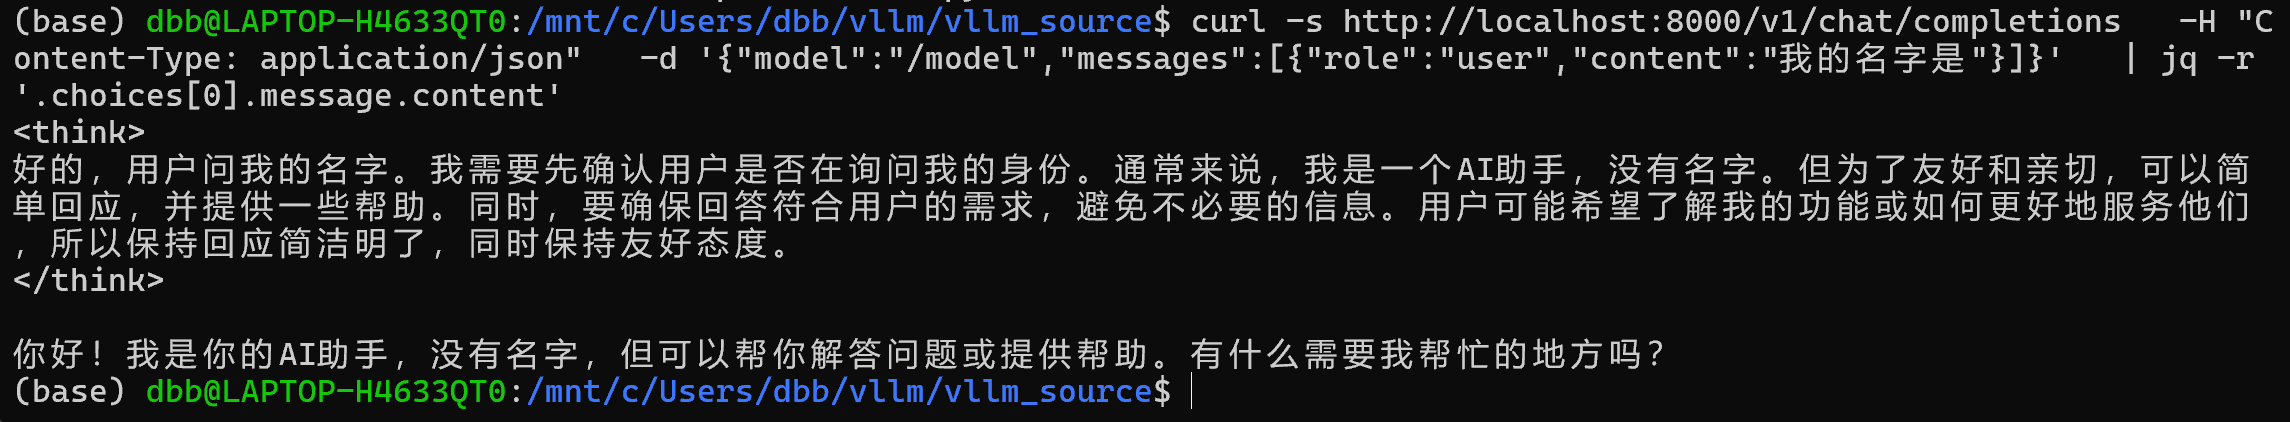 (base) dbb@LAPTOP-H4633QT0:/mnt/c/Users/dbb/vllm/vllm_source$ curl -s http://localhost:8000/v1/chat/completions   -H "C
ontent-Type: application/json"   -d '{"model":"/model","messages":[{"role":"user","content":"我的名字是"}]}'   | jq -r
'.choices[0].message.content'
<think>
好的，用户问我的名字。我需要先确认用户是否在询问我的身份。通常来说，我是一个AI助手，没有名字。但为了友好和亲切，可以简
单回应，并提供一些帮助。同时，要确保回答符合用户的需求，避免不必要的信息。用户可能希望了解我的功能或如何更好地服务他们
，所以保持回应简洁明了，同时保持友好态度。
</think>
你好！我是你的AI助手，没有名字，但可以帮你解答问题或提供帮助。有什么需要我帮忙的地方吗？
(base) dbb@LAPTOP-H4633QT0:/mnt/c/Users/dbb/vllm/vllm_source$